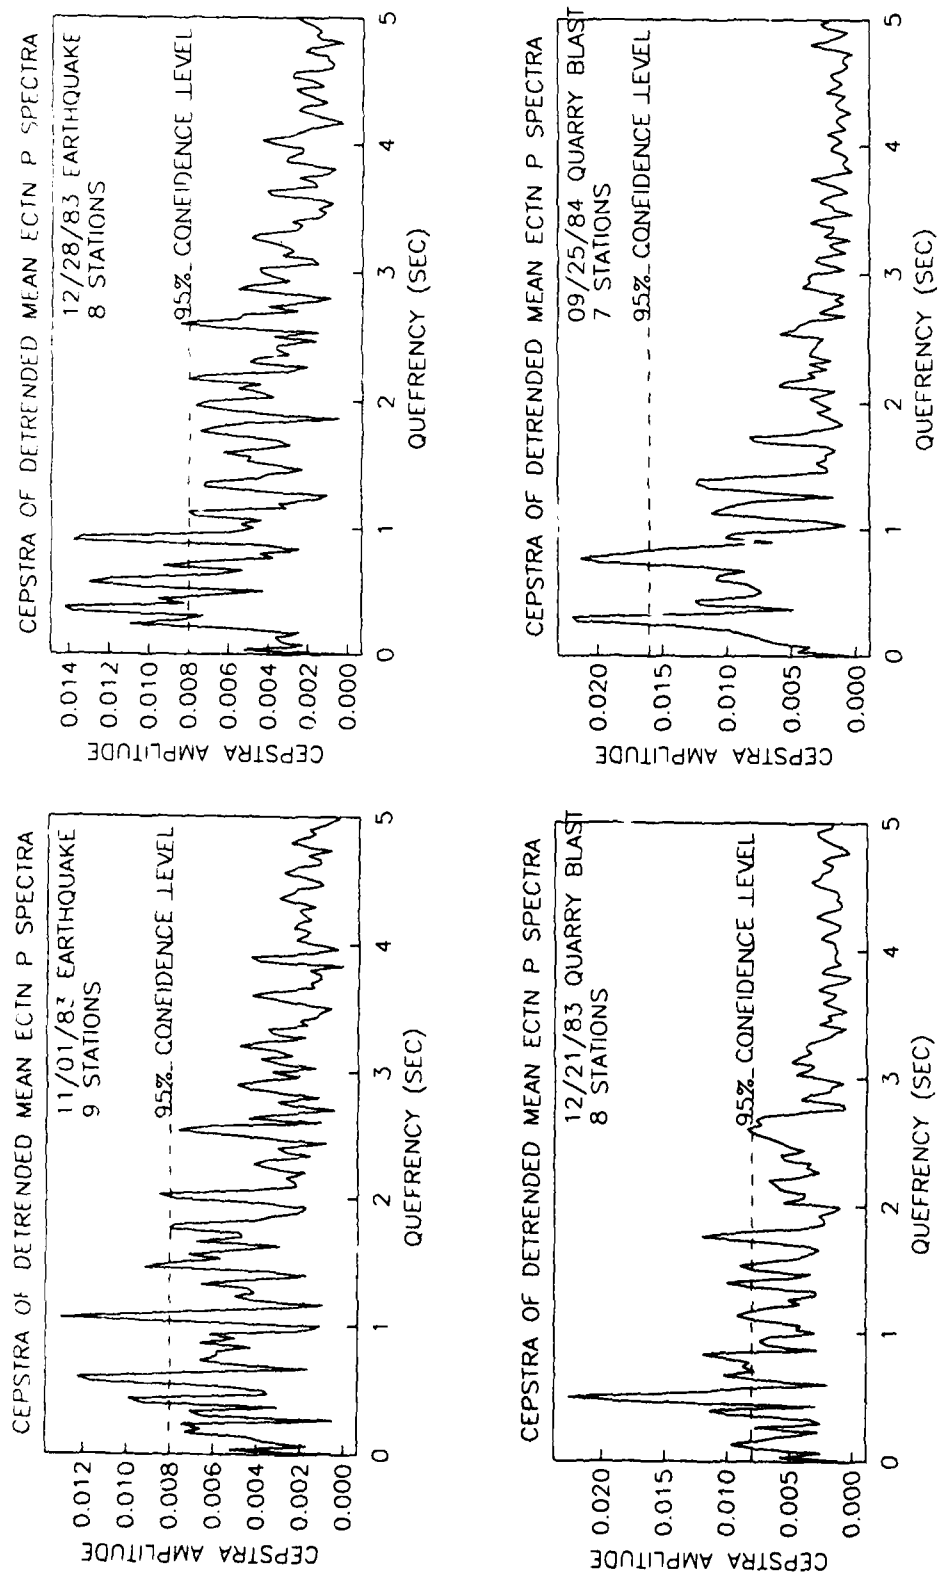 CEPSTRA OF DETRENDED MEAN ECTN P SPECTRA
11/01/83 EARTHQUAKE
9 STATIONS
95% CONFIDENCE LEVEL
CEPSTRA AMPLITUDE
0.012
0.010
0.008
0.006
0.004
0.002
0.000
0 1 2 3 4 5
QUEFRENCY (SEC)
CEPSTRA OF DETRENDED MEAN ECTN P SPECTRA
12/28/83 EARTHQUAKE
8 STATIONS
95% CONFIDENCE LEVEL
CEPSTRA AMPLITUDE
0.014
0.012
0.010
0.008
0.006
0.004
0.002
0.000
0 1 2 3 4 5
QUEFRENCY (SEC)
CEPSTRA OF DETRENDED MEAN ECTN P SPECTRA
12/21/83 QUARRY BLAST
8 STATIONS
95% CONFIDENCE LEVEL
CEPSTRA AMPLITUDE
0.020
0.015
0.010
0.005
0.000
0 1 2 3 4 5
QUEFRENCY (SEC)
CEPSTRA OF DETRENDED MEAN ECTN P SPECTRA
09/25/84 QUARRY BLAST
7 STATIONS
95% CONFIDENCE LEVEL
CEPSTRA AMPLITUDE
0.020
0.015
0.010
0.005
0.000
0 1 2 3 4 5
QUEFRENCY (SEC)